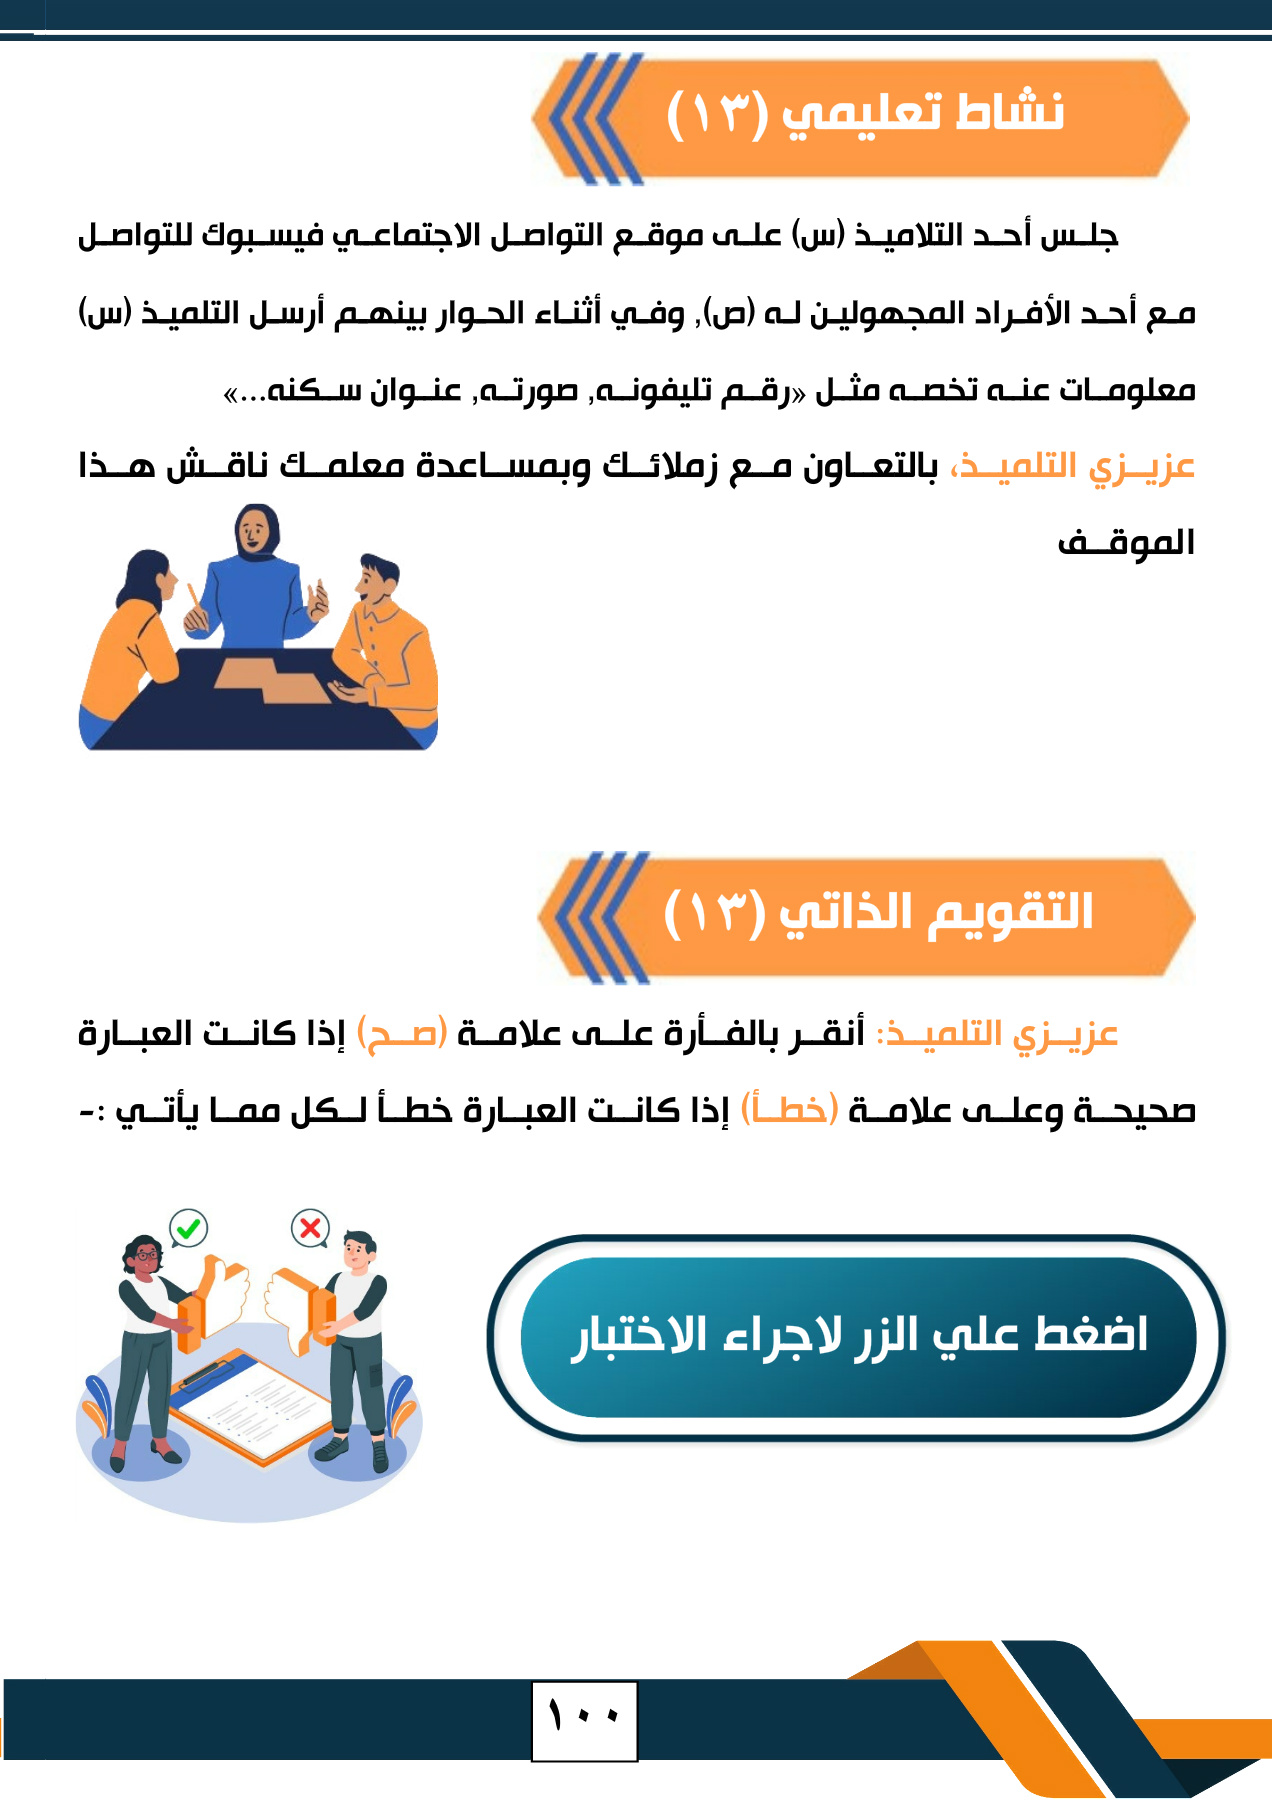 نشاط تعليمي (١٣)
جلس أحد التلاميذ (س) على موقع التواصل الاجتماعي فيسبوك للتواصل
مع أحد الأفراد المجهولين له (ص), وفي أثناء الحوار بينهم أرسل التلميذ (س)
معلومات عنه تخصه مثل «رقم تليفونه, صورته, عنوان سكنه...»
عزيزي التلميذ، بالتعاون مع زملائك وبمساعدة معلمك ناقش هذا
الموقف
التقويم الذاتي (١٣)
عزيزي التلميذ: أنقر بالفأرة على علامة (صح) إذا كانت العبارة
صحيحة وعلى علامة (خطأ) إذا كانت العبارة خطأ لكل مما يأتي :-
اضغط علي الزر لاجراء الاختبار
١٠٠